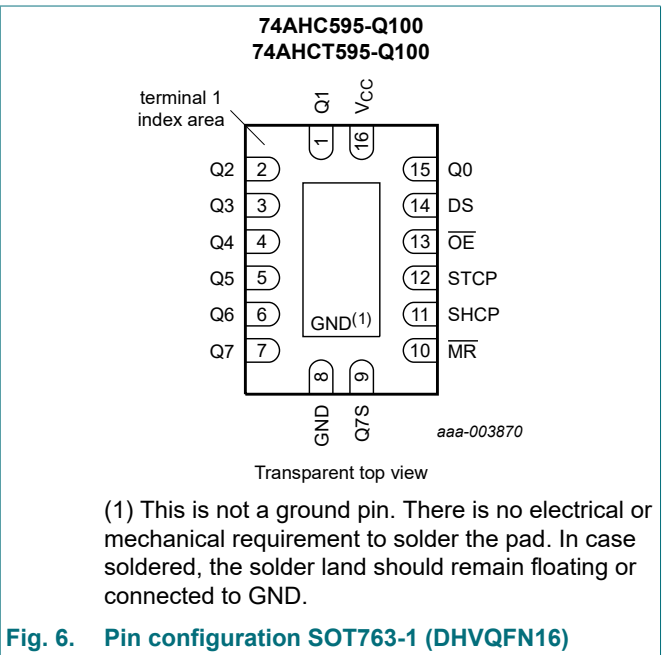 74AHC595-Q100
74AHCT595-Q100
terminal 1
index area
Q1
VCC
1
16
Q2 2
15 Q0
Q3 3
14 DS
Q4 4
13 OE
Q5 5
12 STCP
Q6 6
11 SHCP
GND(1)
Q7 7
10 MR
8
9
GND
Q7S
aaa-003870
Transparent top view
(1) This is not a ground pin. There is no electrical or
mechanical requirement to solder the pad. In case
soldered, the solder land should remain floating or
connected to GND.
Fig. 6. Pin configuration SOT763-1 (DHVQFN16)